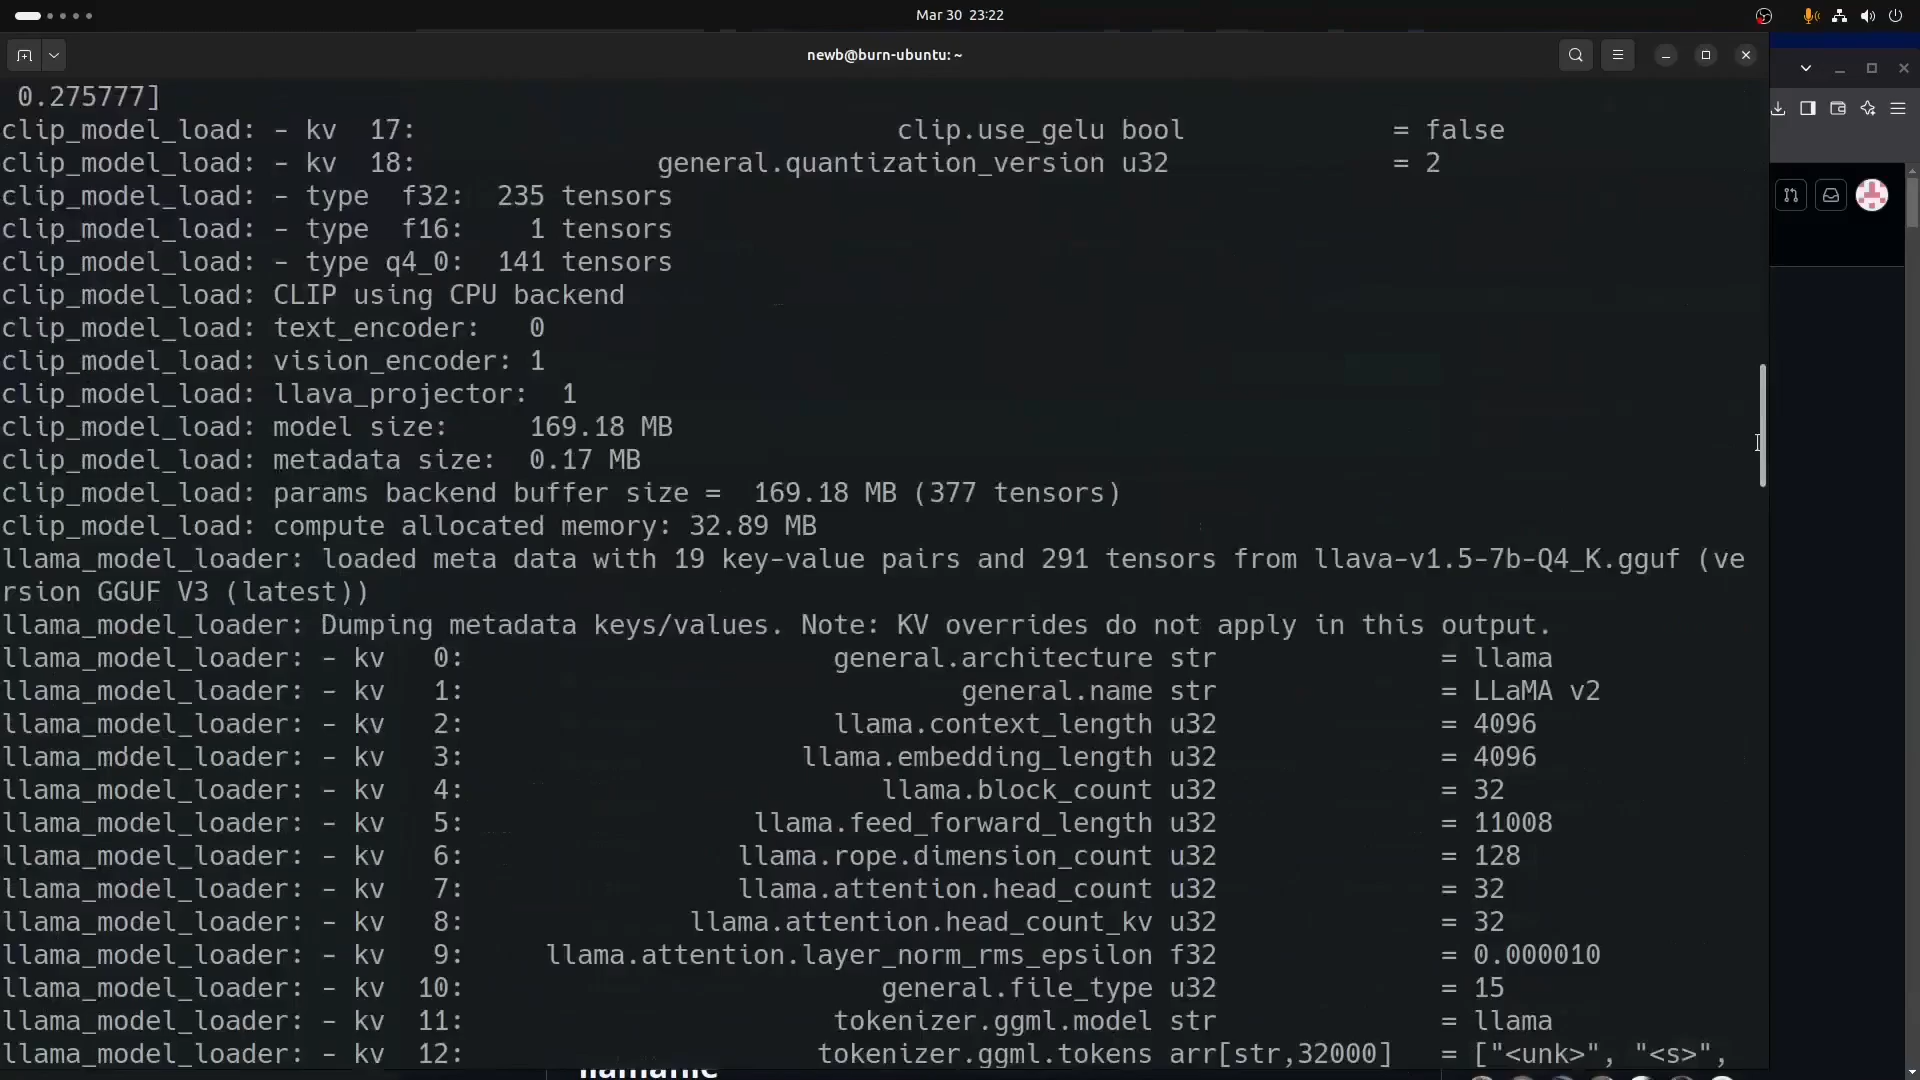 Mar 30 23:22
newb@burn-ubuntu: ~
0.275777]
clip_model_load: - kv  17:                              clip.use_gelu bool             = false
clip_model_load: - kv  18:               general.quantization_version u32              = 2
clip_model_load: - type  f32:  235 tensors
clip_model_load: - type  f16:    1 tensors
clip_model_load: - type q4_0:  141 tensors
clip_model_load: CLIP using CPU backend
clip_model_load: text_encoder:   0
clip_model_load: vision_encoder: 1
clip_model_load: llava_projector:  1
clip_model_load: model size:     169.18 MB
clip_model_load: metadata size:  0.17 MB
clip_model_load: params backend buffer size =  169.18 MB (377 tensors)
clip_model_load: compute allocated memory: 32.89 MB
llama_model_loader: loaded meta data with 19 key-value pairs and 291 tensors from llava-v1.5-7b-Q4_K.gguf (ve
rsion GGUF V3 (latest))
llama_model_loader: Dumping metadata keys/values. Note: KV overrides do not apply in this output.
llama_model_loader: - kv   0:                       general.architecture str              = llama
llama_model_loader: - kv   1:                               general.name str              = LLaMA v2
llama_model_loader: - kv   2:                       llama.context_length u32              = 4096
llama_model_loader: - kv   3:                     llama.embedding_length u32              = 4096
llama_model_loader: - kv   4:                          llama.block_count u32              = 32
llama_model_loader: - kv   5:                  llama.feed_forward_length u32              = 11008
llama_model_loader: - kv   6:                 llama.rope.dimension_count u32              = 128
llama_model_loader: - kv   7:                 llama.attention.head_count u32              = 32
llama_model_loader: - kv   8:              llama.attention.head_count_kv u32              = 32
llama_model_loader: - kv   9:     llama.attention.layer_norm_rms_epsilon f32              = 0.000010
llama_model_loader: - kv  10:                          general.file_type u32              = 15
llama_model_loader: - kv  11:                       tokenizer.ggml.model str              = llama
llama_model_loader: - kv  12:                      tokenizer.ggml.tokens arr[str,32000]   = ["<unk>", "<s>",